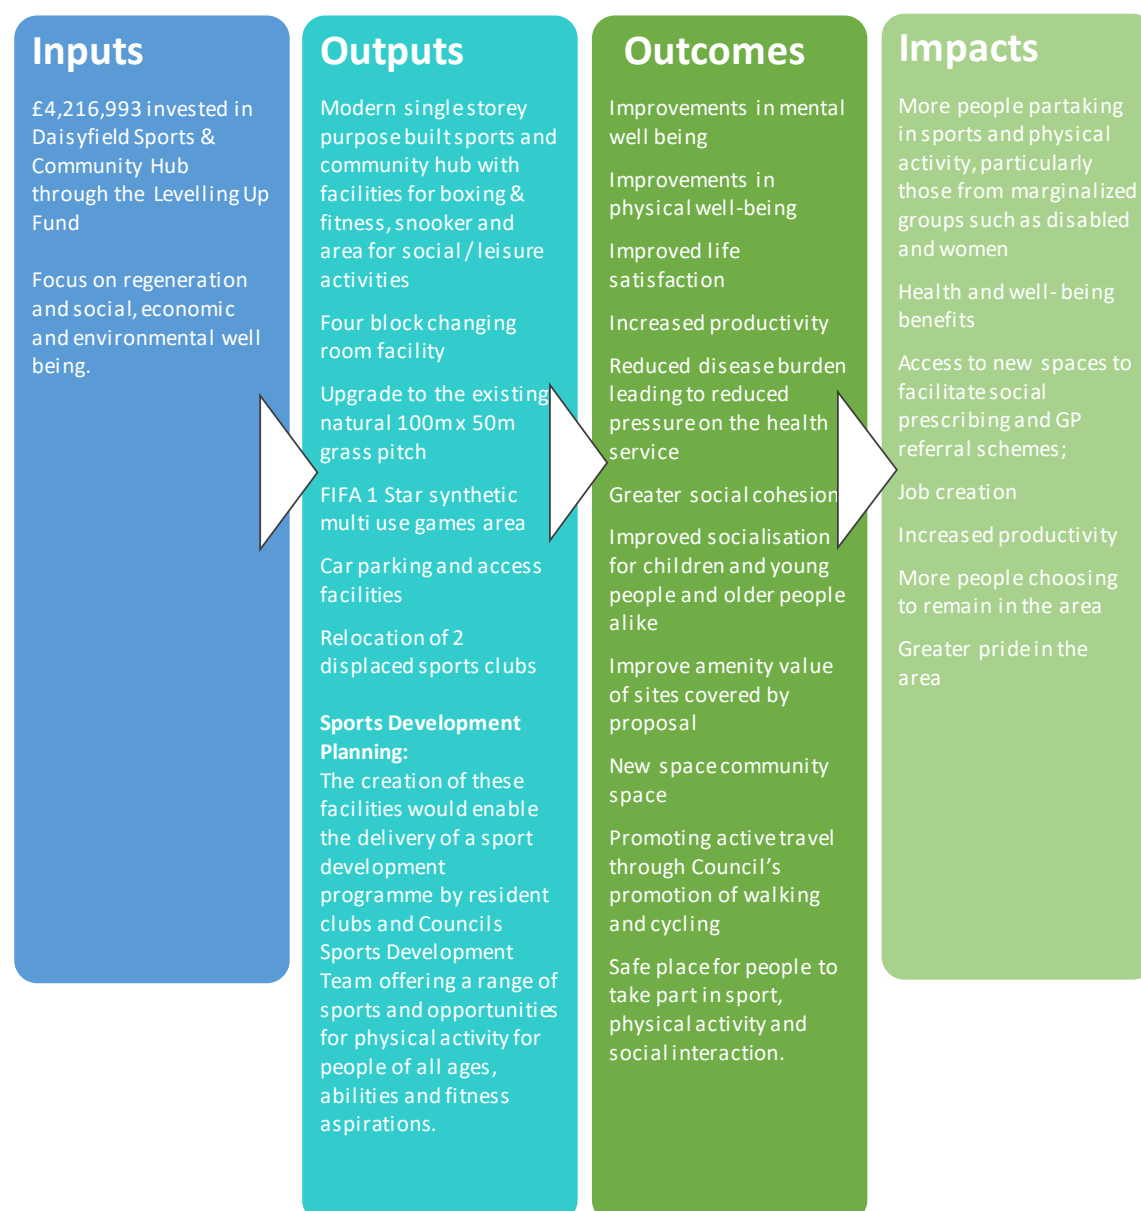 Inputs
£4,216,993 invested in
Daisyfield Sports &
Community Hub
through the Levelling Up
Fund
Focus on regeneration
and social, economic
and environmental well
being.
Outputs
Modern single storey
purpose built sports and
community hub with
facilities for boxing &
fitness, snooker and
area for social / leisure
activities
Four block changing
room facility
Upgrade to the existing
natural 100m x 50m
grass pitch
FIFA 1 Star synthetic
multi use games area
Car parking and access
facilities
Relocation of 2
displaced sports clubs
Sports Development
Planning:
The creation of these
facilities would enable
the delivery of a sport
development
programme by resident
clubs and Councils
Sports Development
Team offering a range of
sports and opportunities
for physical activity for
people of all ages,
abilities and fitness
aspirations.
Outcomes
Improvements in mental
well being
Improvements in
physical well-being
Improved life
satisfaction
Increased productivity
Reduced disease burden
leading to reduced
pressure on the health
service
Greater social cohesion
Improved socialisation
for children and young
people and older people
alike
Improve amenity value
of sites covered by
proposal
New space community
space
Promoting active travel
through Council's
promotion of walking
and cycling
Safe place for people to
take part in sport,
physical activity and
social interaction.
Impacts
More people partaking
in sports and physical
activity, particularly
those from marginalized
groups such as disabled
and women
Health and well- being
benefits
Access to new spaces to
facilitate social
prescribing and GP
referral schemes;
Job creation
Increased productivity
More people choosing
to remain in the area
Greater pride in the
area